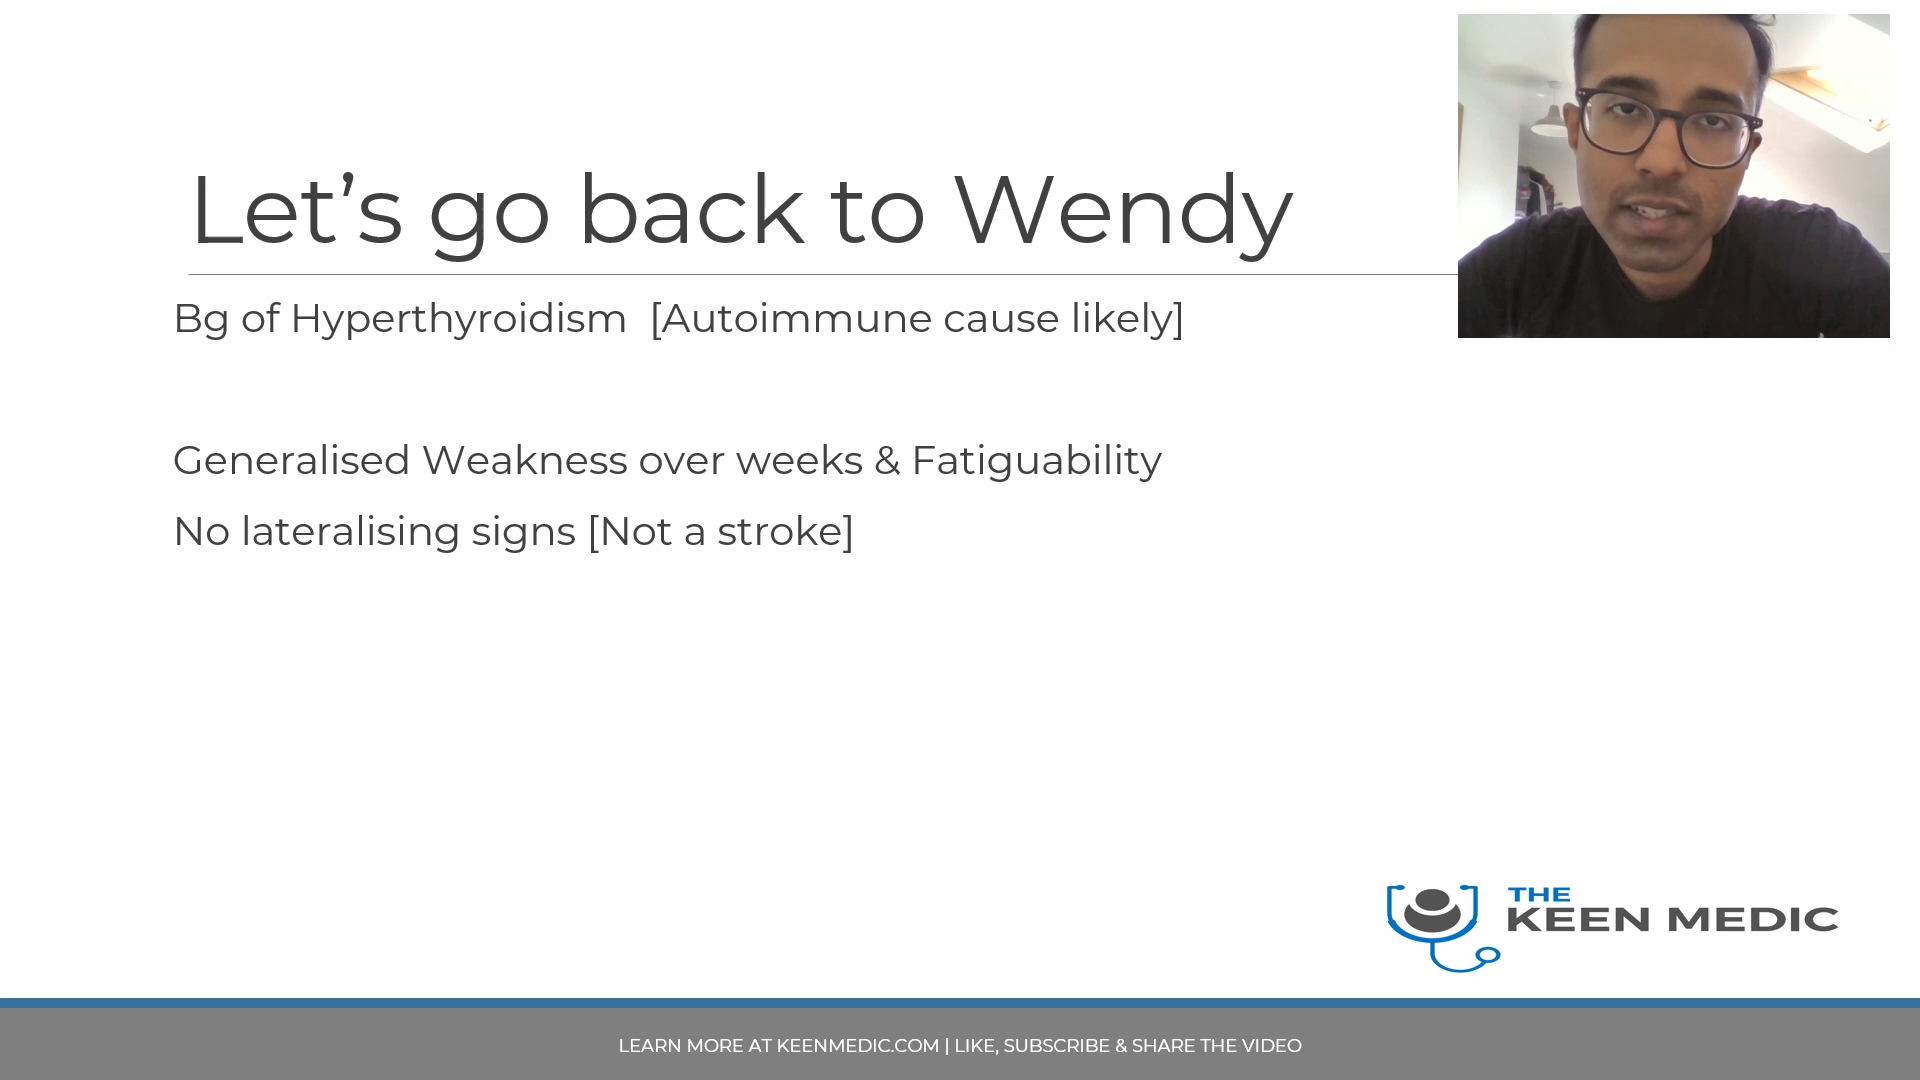 Let’s go back to Wendy
Bg of Hyperthyroidism [Autoimmune cause likely]
Generalised Weakness over weeks & Fatiguability
No lateralising signs [Not a stroke]
THE
KEEN MEDIC
LEARN MORE AT KEENMEDIC.COM | LIKE, SUBSCRIBE & SHARE THE VIDEO